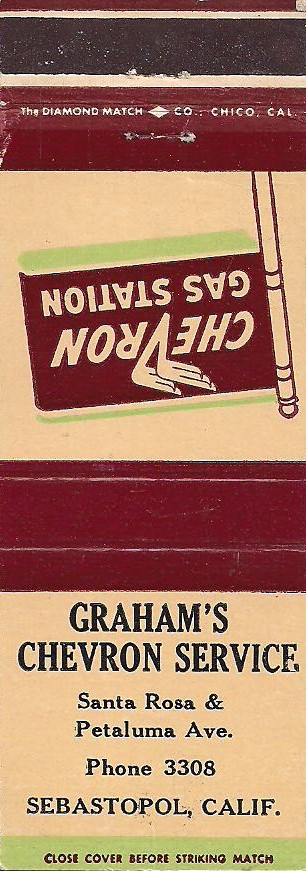 The DIAMOND MATCH CO., CHICO, CAL.
CHEVRON
GAS STATION
GRAHAM'S
CHEVRON SERVICE
Santa Rosa &
Petaluma Ave.
Phone 3308
SEBASTOPOL, CALIF.
CLOSE COVER BEFORE STRIKING MATCH